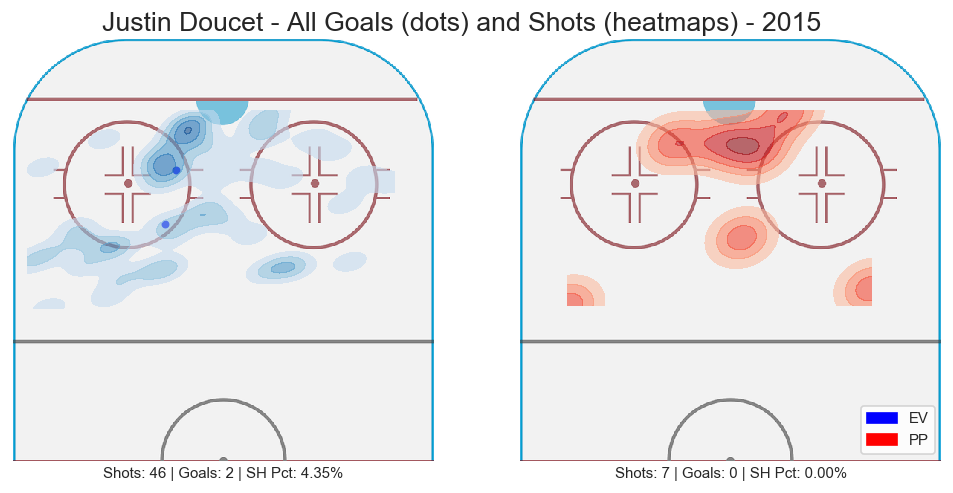 Justin Doucet - All Goals (dots) and Shots (heatmaps) - 2015
EV
PP
Shots: 46 | Goals: 2 | SH Pct: 4.35%
Shots: 7 | Goals: 0 | SH Pct: 0.00%